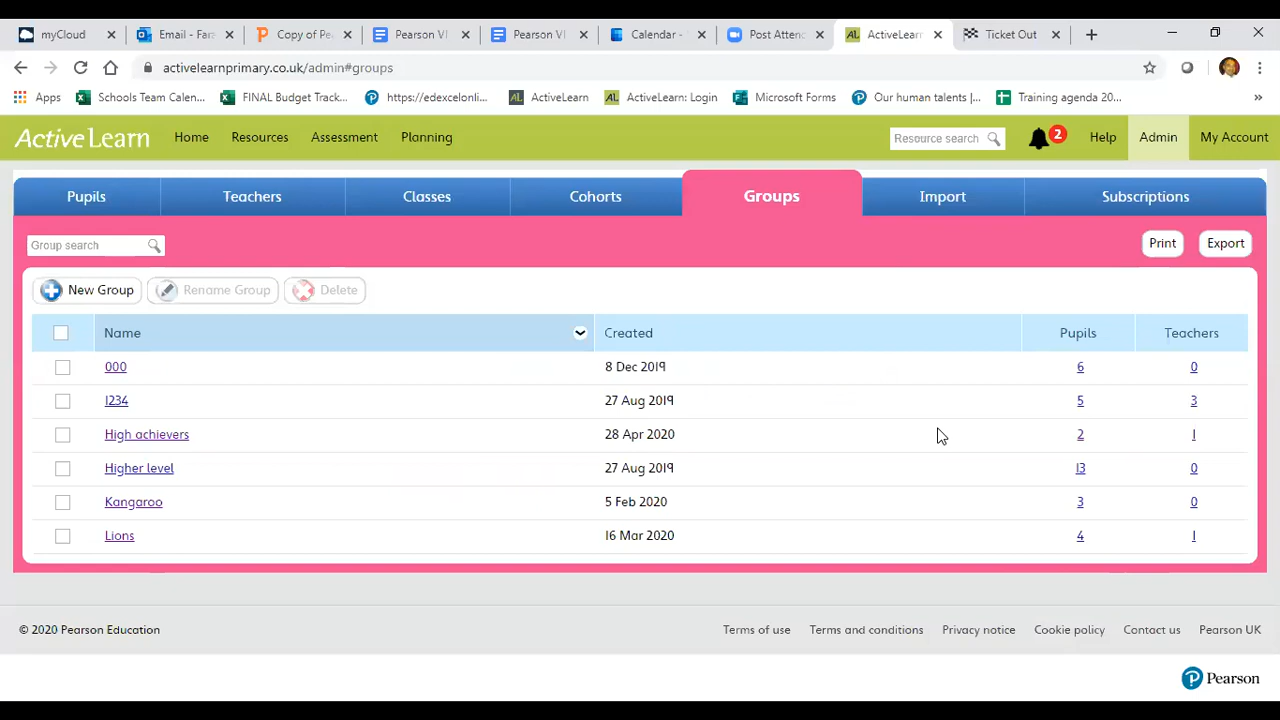 myCloud
Email - Far
Copy of Pe
Pearson VI
Pearson VI
Calendar -
Post Attend
ActiveLearn
Ticket Out
activelearnprimary.co.uk/admin#groups
Apps
Schools Team Calen...
FINAL Budget Track...
https://edexcelonli...
ActiveLearn
ActiveLearn: Login
Microsoft Forms
Our human talents |...
Training agenda 20...
»
ActiveLearn
Home
Resources
Assessment
Planning
Resource search
2
Help
Admin
My Account
Pupils
Teachers
Classes
Cohorts
Groups
Import
Subscriptions
Group search
Print
Export
New Group
Rename Group
Delete
Name Created Pupils Teachers
000 8 Dec 2019 6 0
1234 27 Aug 2019 5 3
High achievers 28 Apr 2020 2 1
Higher level 27 Aug 2019 13 0
Kangaroo 5 Feb 2020 3 0
Lions 16 Mar 2020 4 1
© 2020 Pearson Education
Terms of use
Terms and conditions
Privacy notice
Cookie policy
Contact us
Pearson UK
Pearson